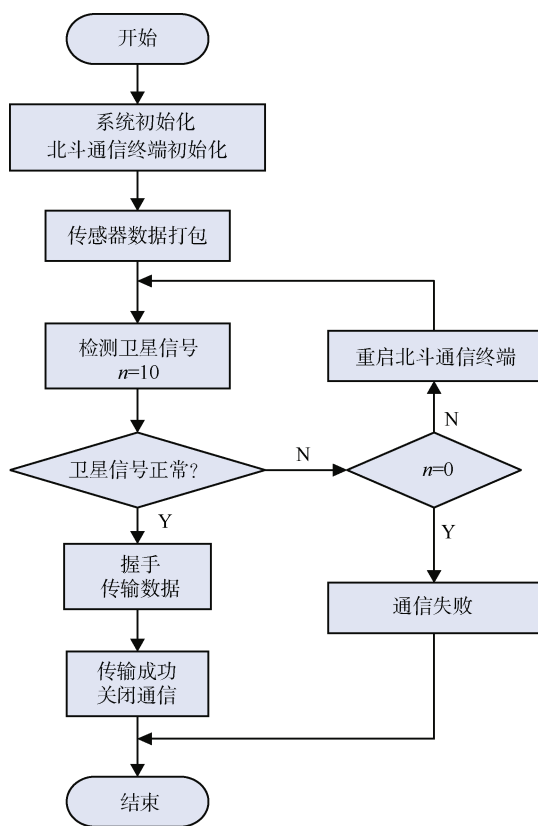 开始
系统初始化
北斗通信终端初始化
传感器数据打包
检测卫星信号
n=10
重启北斗通信终端
N
卫星信号正常?
N
n=0
Y
Y
握手
传输数据
通信失败
传输成功
关闭通信
结束